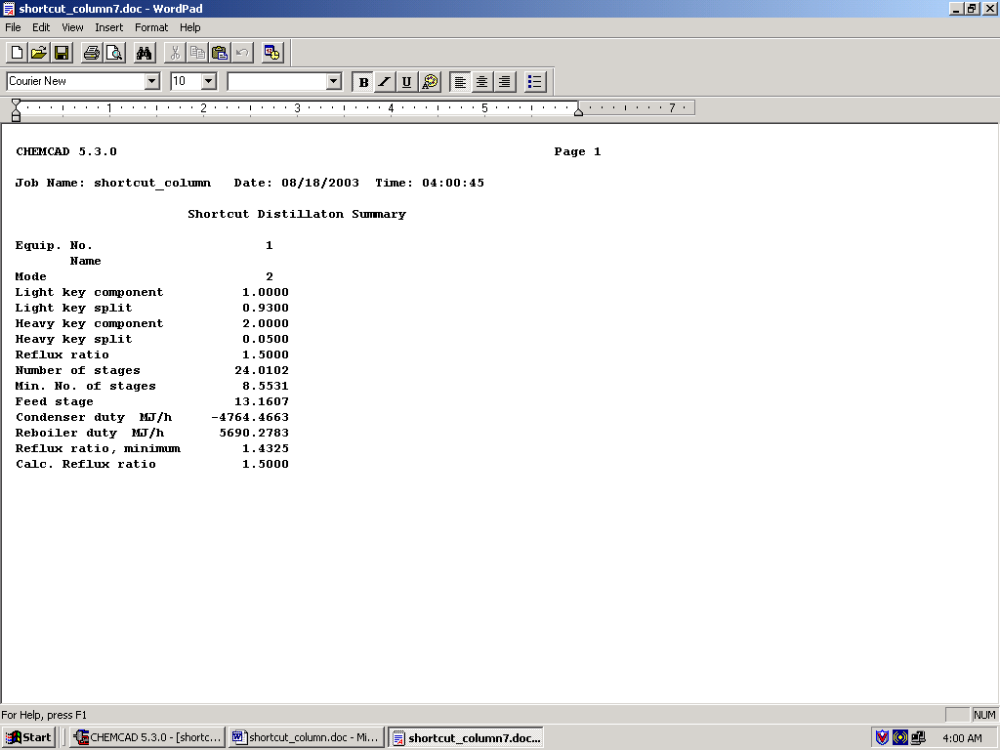 shortcut_column7.doc - WordPad
File Edit View Insert Format Help
Courier New 10 B I U
1 2 3 4 5 7
CHEMCAD 5.3.0 Page 1
Job Name: shortcut_column Date: 08/18/2003 Time: 04:00:45
Shortcut Distillaton Summary
Equip. No. 1
Name
Mode 2
Light key component 1.0000
Light key split 0.9300
Heavy key component 2.0000
Heavy key split 0.0500
Reflux ratio 1.5000
Number of stages 24.0102
Min. No. of stages 8.5531
Feed stage 13.1607
Condenser duty MJ/h -4764.4663
Reboiler duty MJ/h 5690.2783
Reflux ratio, minimum 1.4325
Calc. Reflux ratio 1.5000
For Help, press F1 NUM
Start CHEMCAD 5.3.0 - [shortc... shortcut_column.doc - Mi... shortcut_column7.doc... 4:00 AM